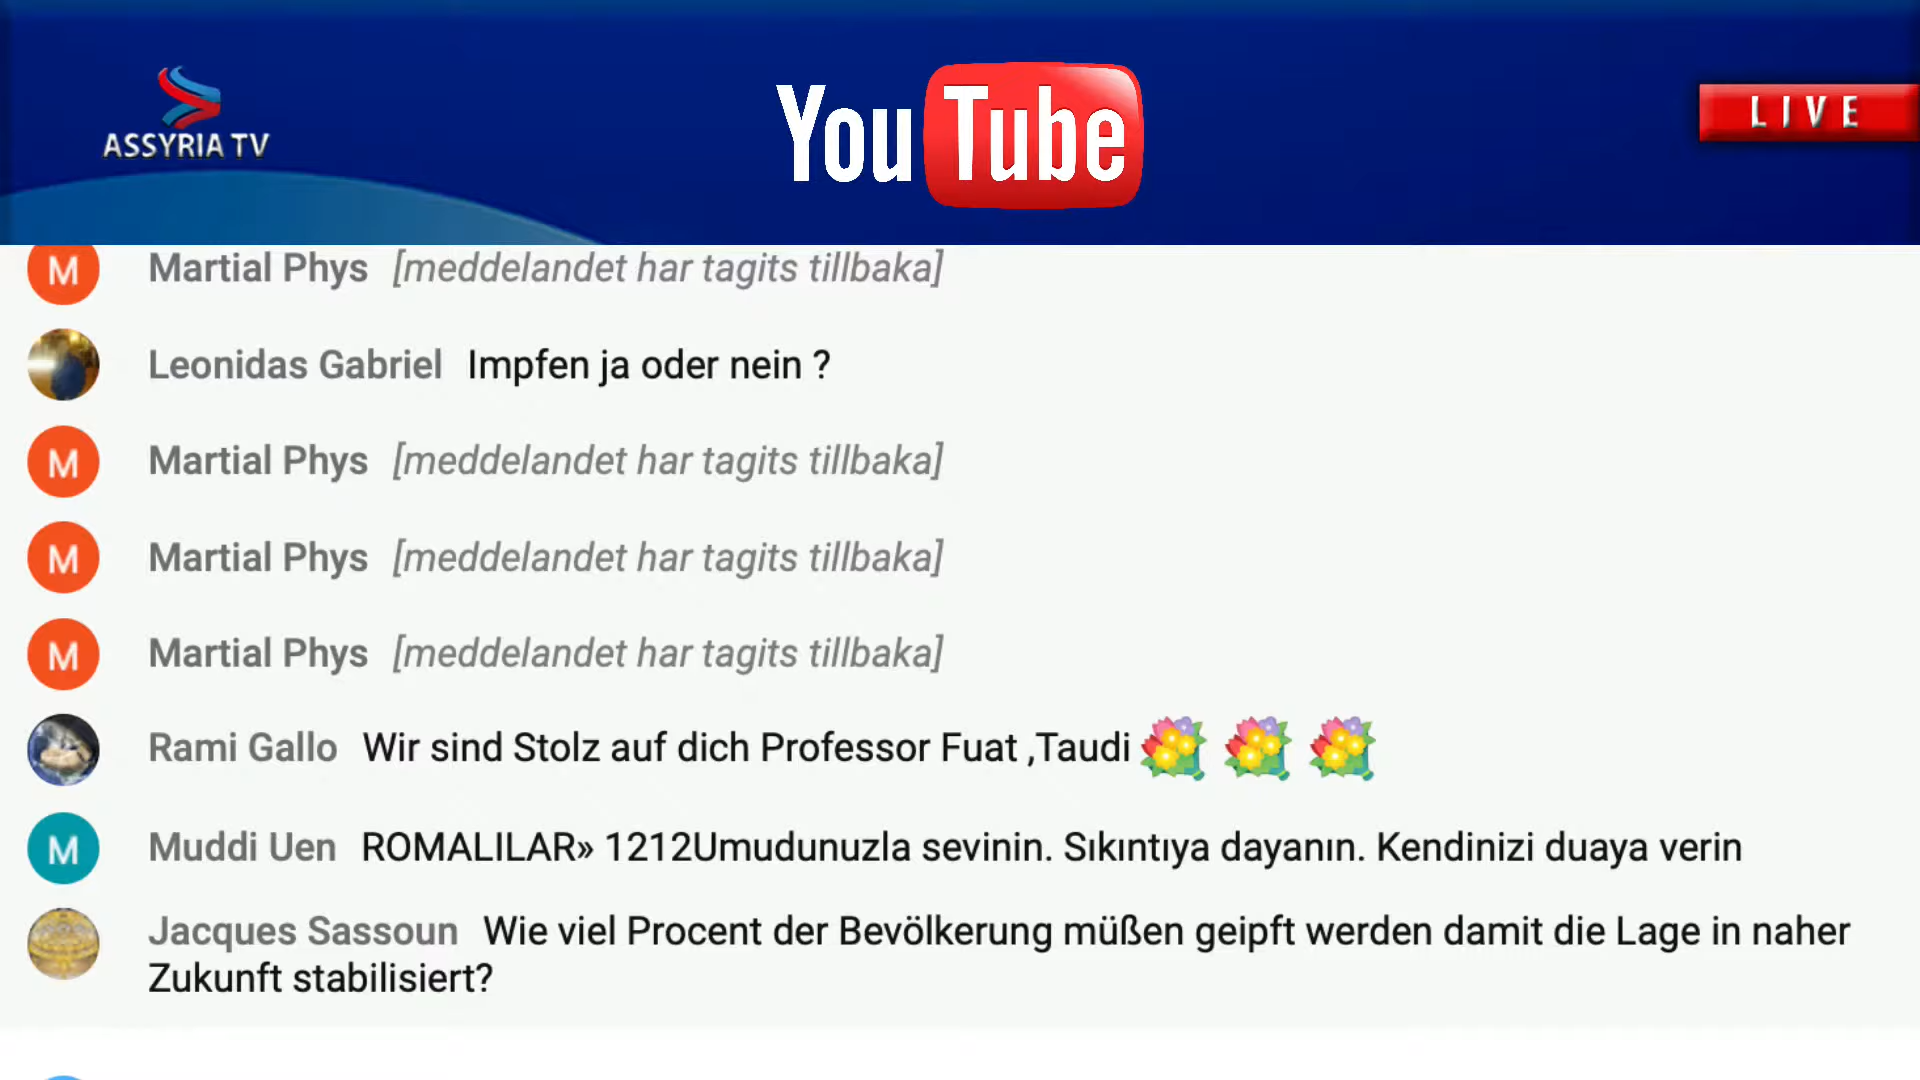 ASSYRIA TV
YouTube
LIVE
M Martial Phys [meddelandet har tagits tillbaka]
Leonidas Gabriel Impfen ja oder nein ?
M Martial Phys [meddelandet har tagits tillbaka]
M Martial Phys [meddelandet har tagits tillbaka]
M Martial Phys [meddelandet har tagits tillbaka]
Rami Gallo Wir sind Stolz auf dich Professor Fuat ,Taudi
M Muddi Uen ROMALILAR» 1212Umudunuzla sevinin. Sıkıntıya dayanın. Kendinizi duaya verin
Jacques Sassoun Wie viel Procent der Bevölkerung müßen geipft werden damit die Lage in naher
Zukunft stabilisiert?